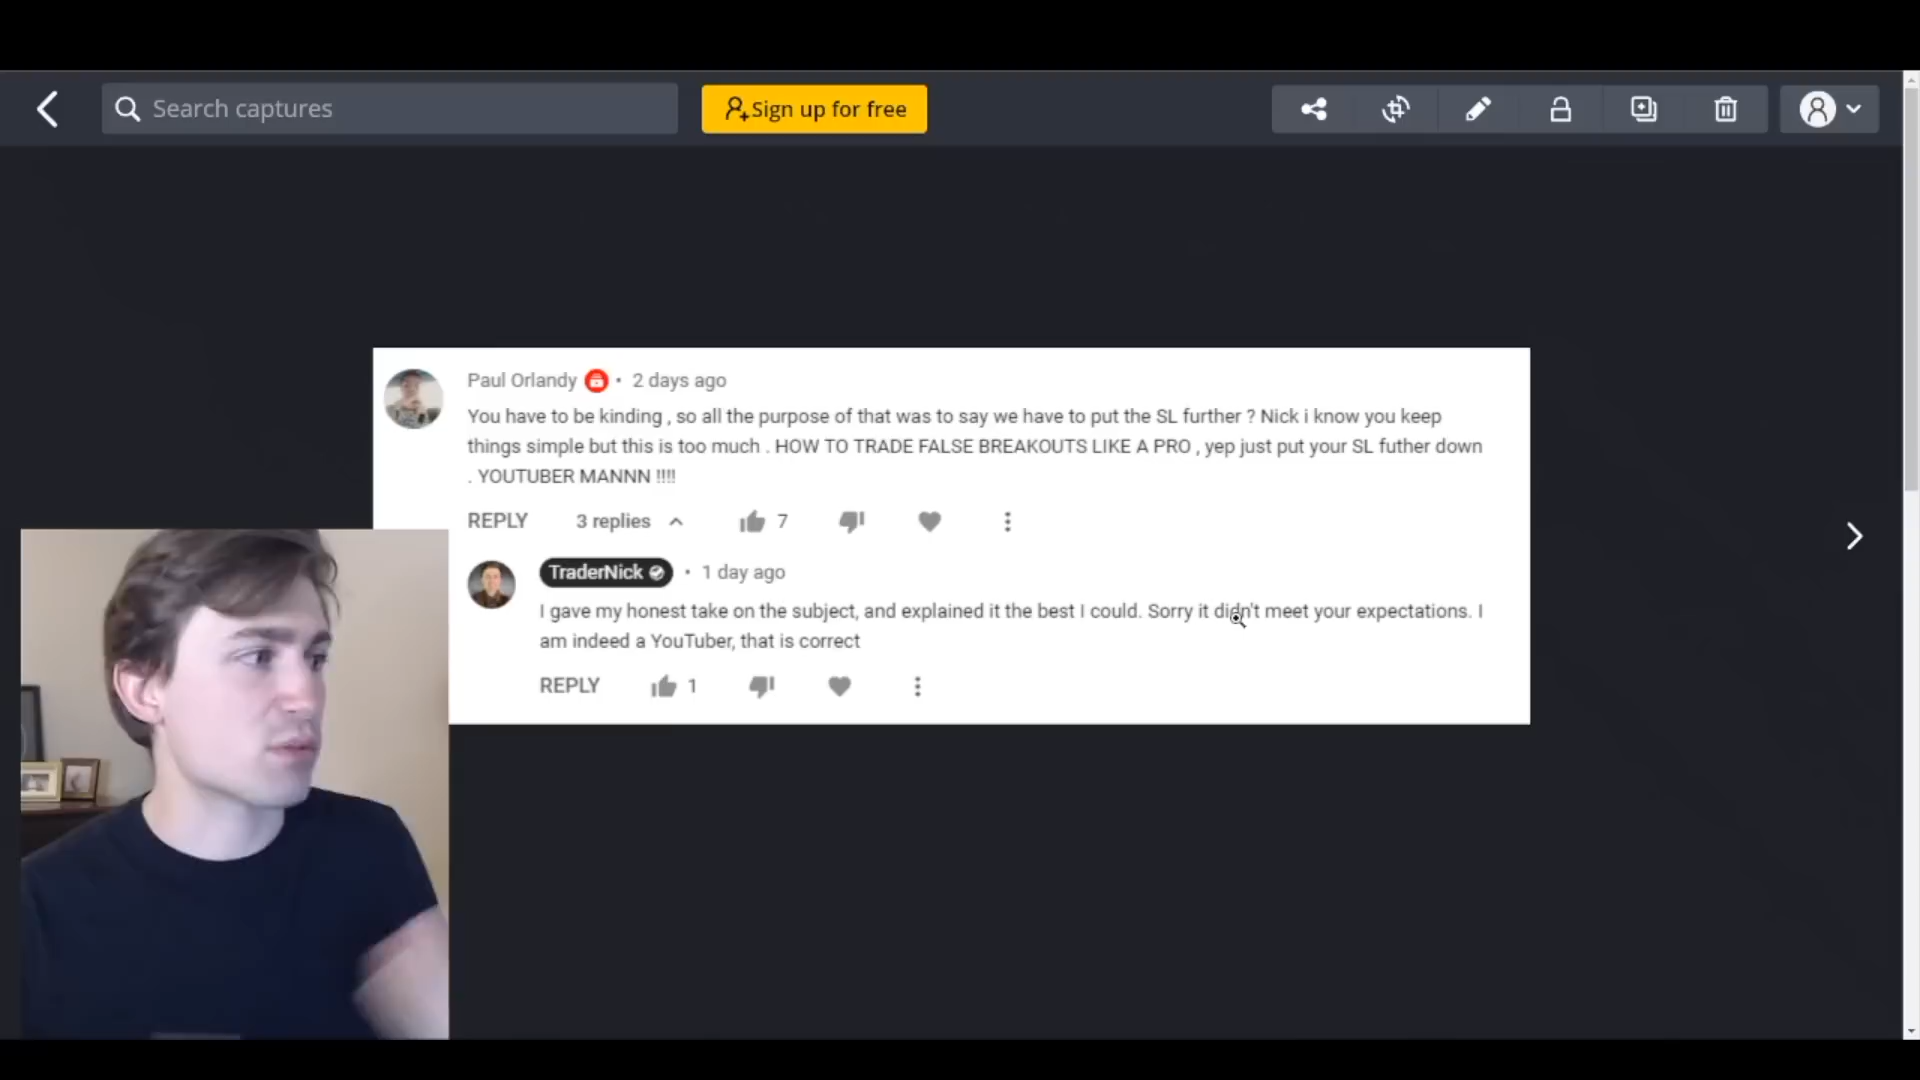 Search captures
Sign up for free
Paul Orlandy • 2 days ago
You have to be kinding , so all the purpose of that was to say we have to put the SL further ? Nick i know you keep
things simple but this is too much . HOW TO TRADE FALSE BREAKOUTS LIKE A PRO , yep just put your SL futher down
. YOUTUBER MANNN !!!!
REPLY 3 replies 7
TraderNick • 1 day ago
I gave my honest take on the subject, and explained it the best I could. Sorry it didn't meet your expectations. I
am indeed a YouTuber, that is correct
REPLY 1